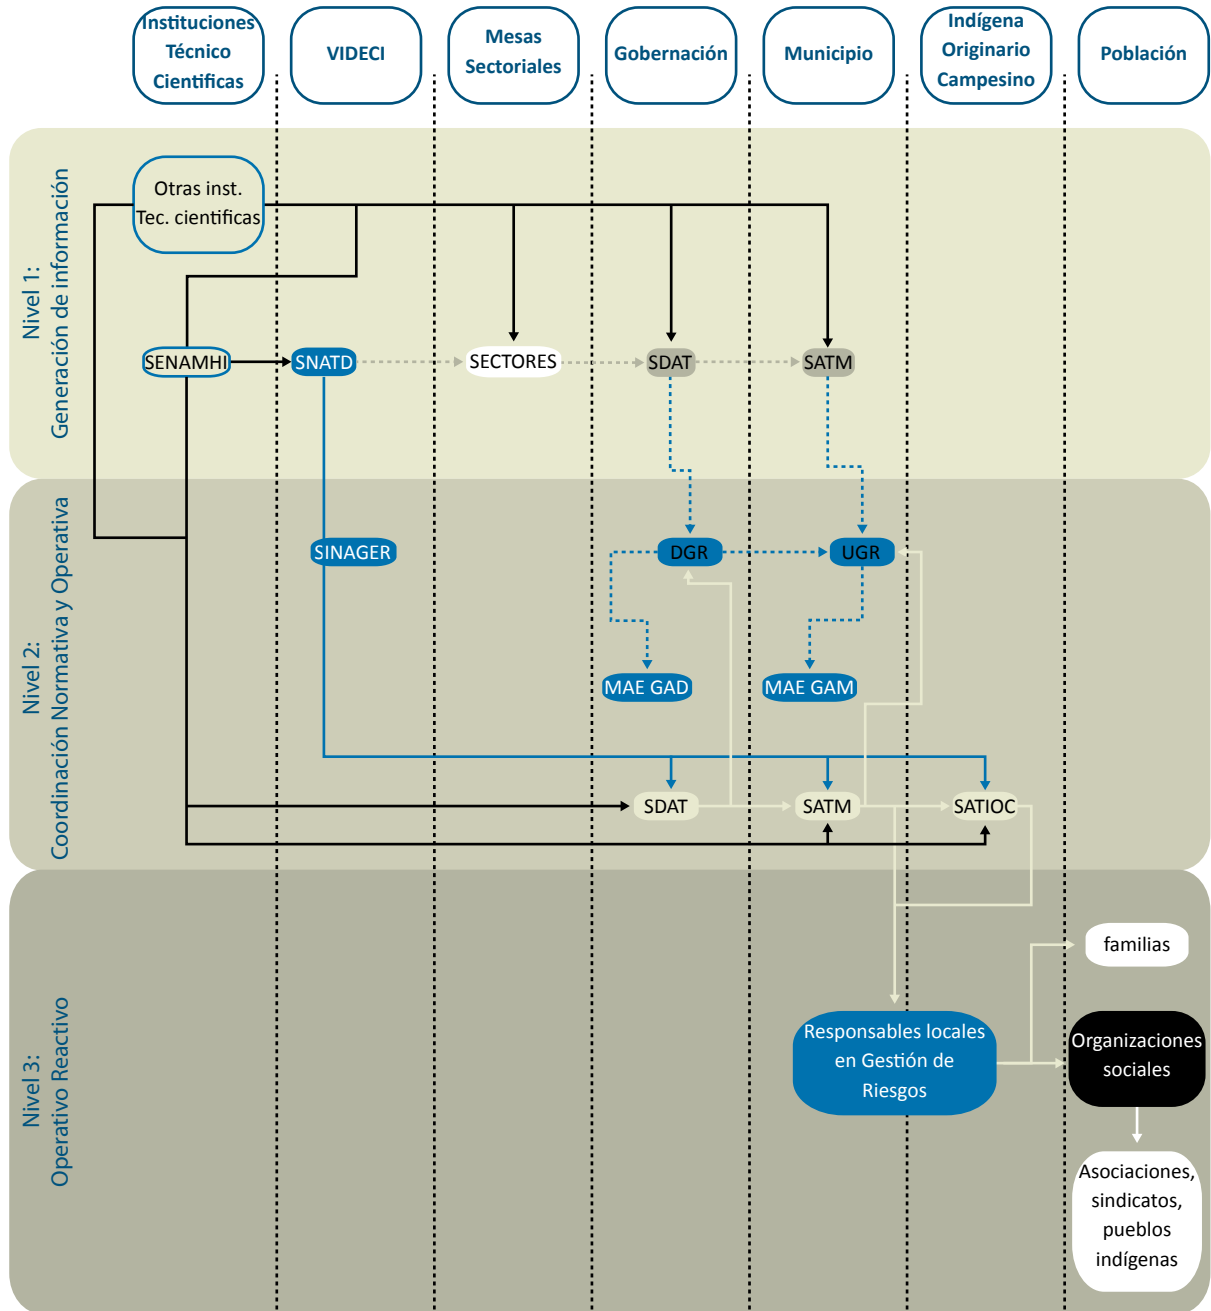 Instituciones
Técnico
Científicas
VIDECI
Mesas
Sectoriales
Gobernación
Municipio
Indígena
Originario
Campesino
Población
Nivel 1:
Generación de información
Otras inst.
Tec. cientificas
SENAMHI
SNATD
SECTORES
SDAT
SATM
Nivel 2:
Coordinación Normativa y Operativa
SINAGER
DGR
UGR
MAE GAD
MAE GAM
SDAT
SATM
SATIOC
Nivel 3:
Operativo Reactivo
familias
Responsables locales
en Gestión de
Riesgos
Organizaciones
sociales
Asociaciones,
sindicatos,
pueblos
indígenas